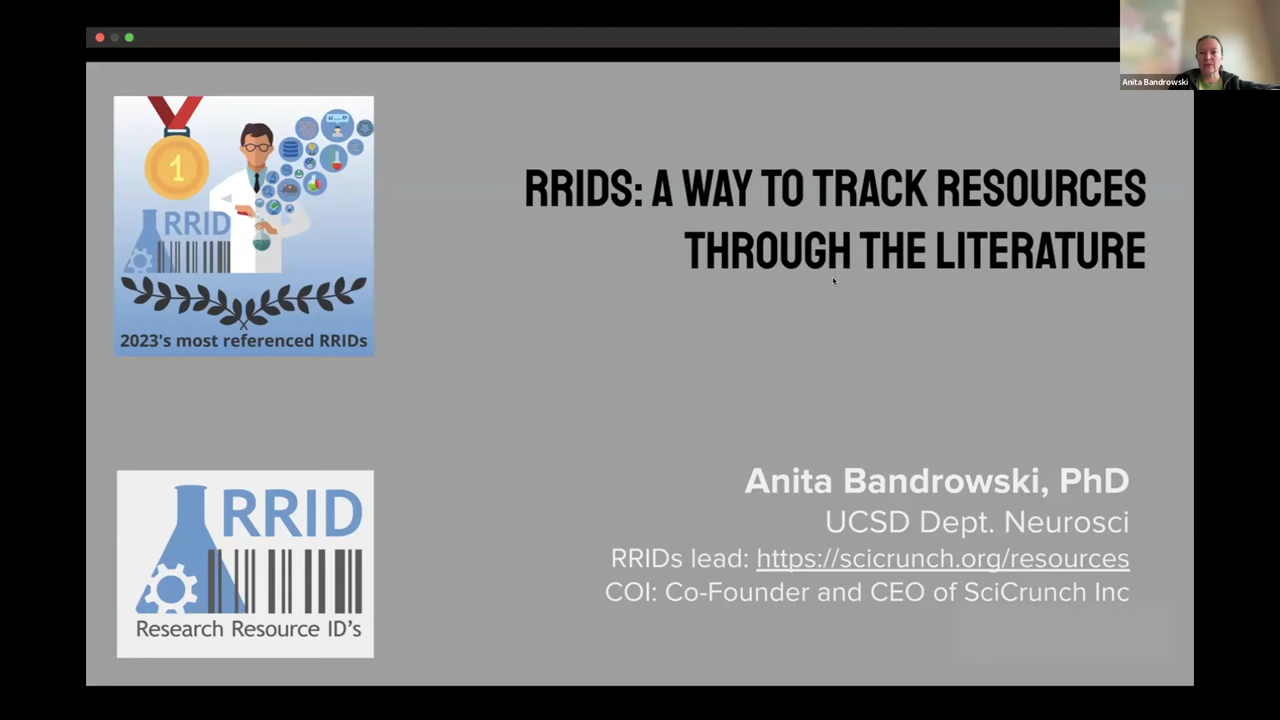 Anita Bandrowski
1
RRID
2023's most referenced RRIDs
RRIDS: A WAY TO TRACK RESOURCES
THROUGH THE LITERATURE
Anita Bandrowski, PhD
UCSD Dept. Neurosci
RRIDs lead: https://scicrunch.org/resources
COI: Co-Founder and CEO of SciCrunch Inc
RRID
Research Resource ID's